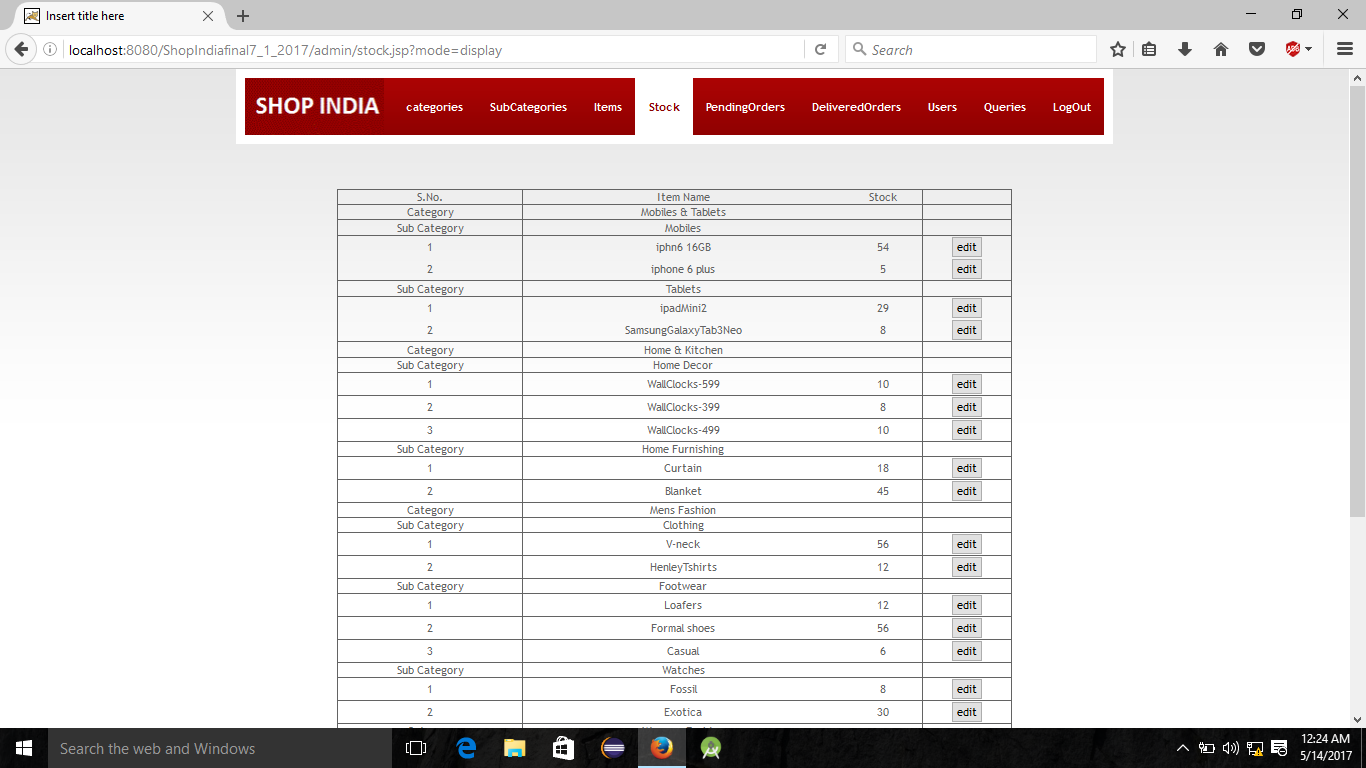 Insert title here
localhost:8080/ShopIndiafinal7_1_2017/admin/stock.jsp?mode=display
Search
ABP
SHOP INDIA categories SubCategories Items Stock PendingOrders DeliveredOrders Users Queries LogOut
S.No. Item Name Stock
Category Mobiles & Tablets
Sub Category Mobiles
1 iphn6 16GB 54 edit
2 iphone 6 plus 5 edit
Sub Category Tablets
1 ipadMini2 29 edit
2 SamsungGalaxyTab3Neo 8 edit
Category Home & Kitchen
Sub Category Home Decor
1 WallClocks-599 10 edit
2 WallClocks-399 8 edit
3 WallClocks-499 10 edit
Sub Category Home Furnishing
1 Curtain 18 edit
2 Blanket 45 edit
Category Mens Fashion
Sub Category Clothing
1 V-neck 56 edit
2 HenleyTshirts 12 edit
Sub Category Footwear
1 Loafers 12 edit
2 Formal shoes 56 edit
3 Casual 6 edit
Sub Category Watches
1 Fossil 8 edit
2 Exotica 30 edit
Search the web and Windows
12:24 AM
5/14/2017